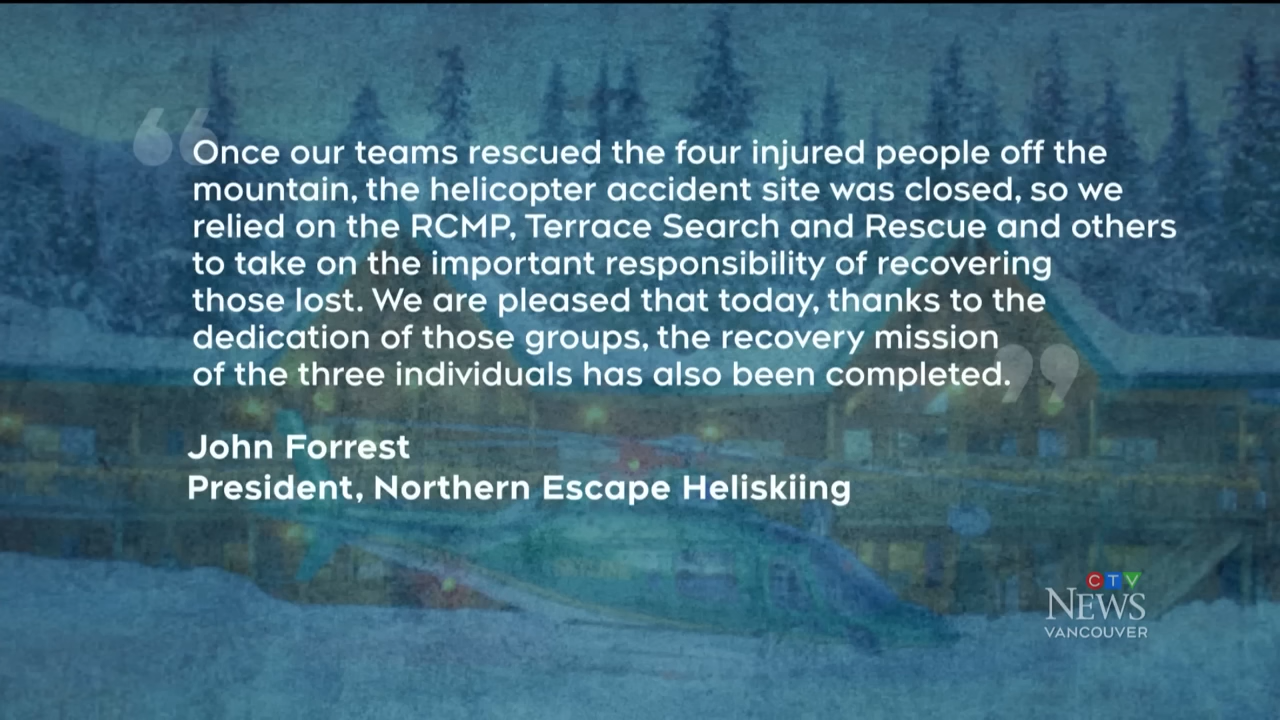 “Once our teams rescued the four injured people off the
mountain, the helicopter accident site was closed, so we
relied on the RCMP, Terrace Search and Rescue and others
to take on the important responsibility of recovering
those lost. We are pleased that today, thanks to the
dedication of those groups, the recovery mission
of the three individuals has also been completed.”
John Forrest
President, Northern Escape Heliskiing
CTV
NEWS
VANCOUVER